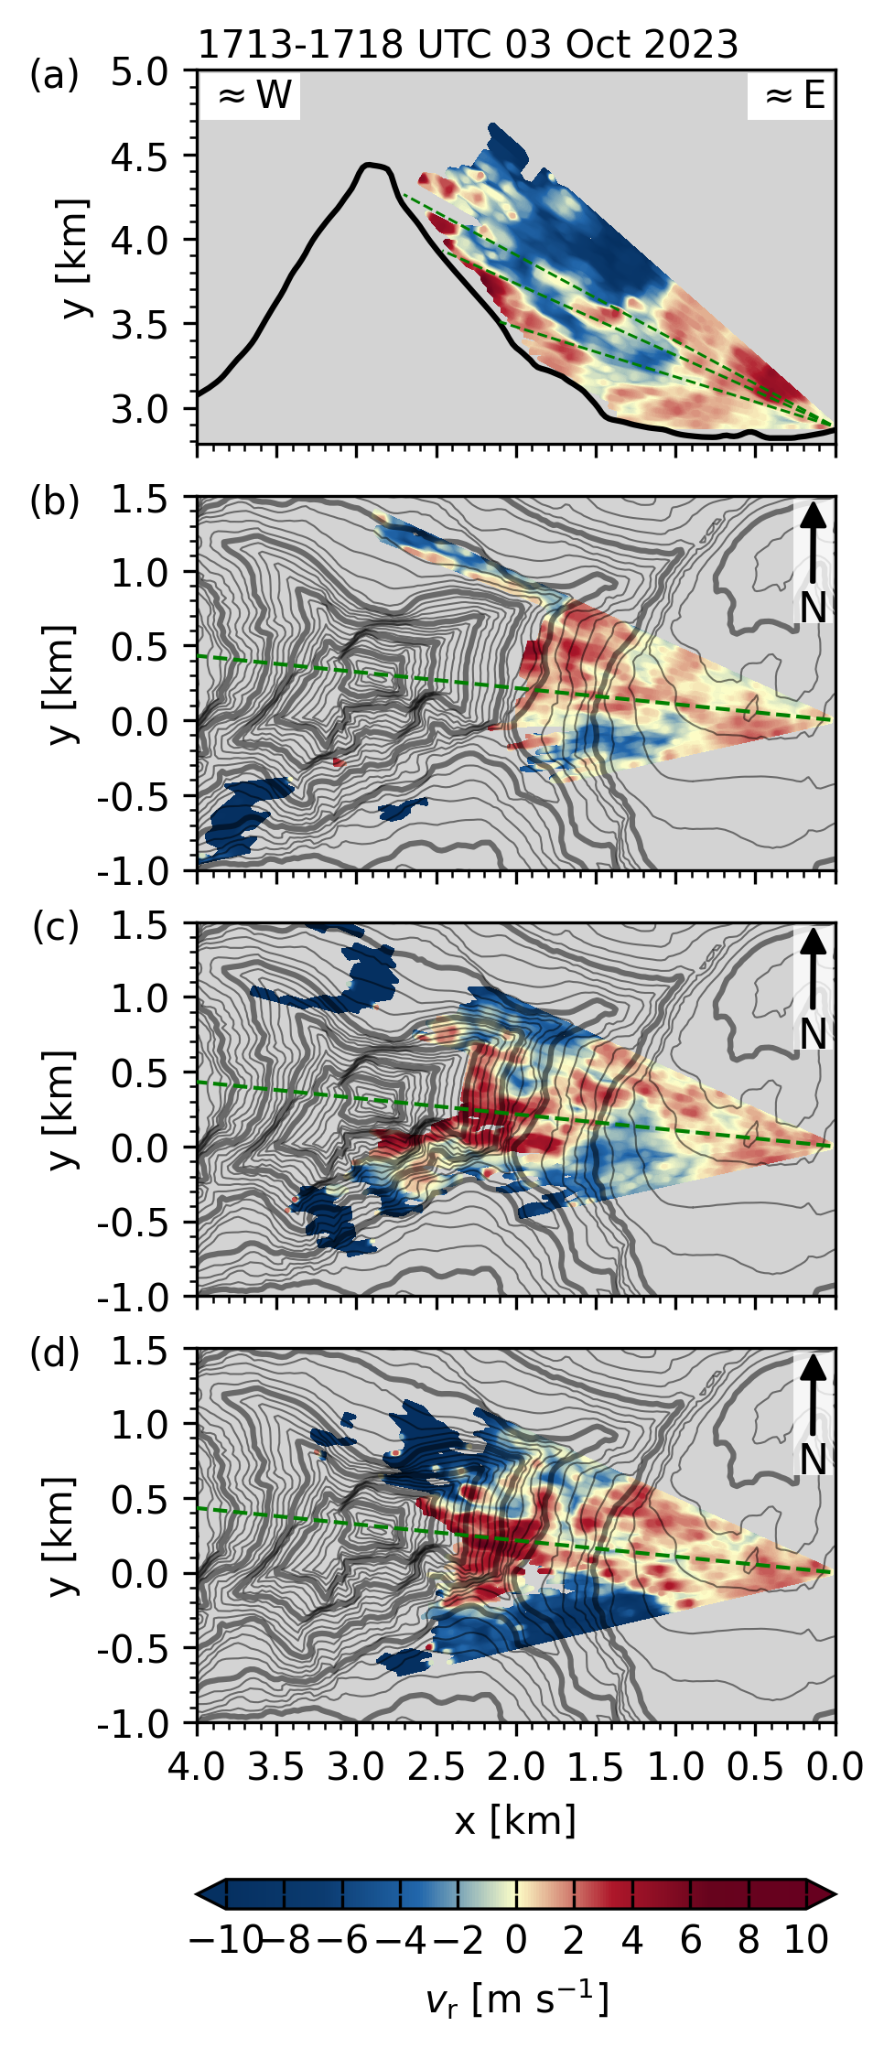 1713-1718 UTC 03 Oct 2023
(a)
≈ W
≈ E
5.0
4.5
4.0
3.5
3.0
y [km]
(b)
1.5
1.0
0.5
0.0
-0.5
-1.0
y [km]
N
(c)
1.5
1.0
0.5
0.0
-0.5
-1.0
y [km]
N
(d)
1.5
1.0
0.5
0.0
-0.5
-1.0
y [km]
N
4.0 3.5 3.0 2.5 2.0 1.5 1.0 0.5 0.0
x [km]
−10 −8 −6 −4 −2 0 2 4 6 8 10
vr [m s−1]